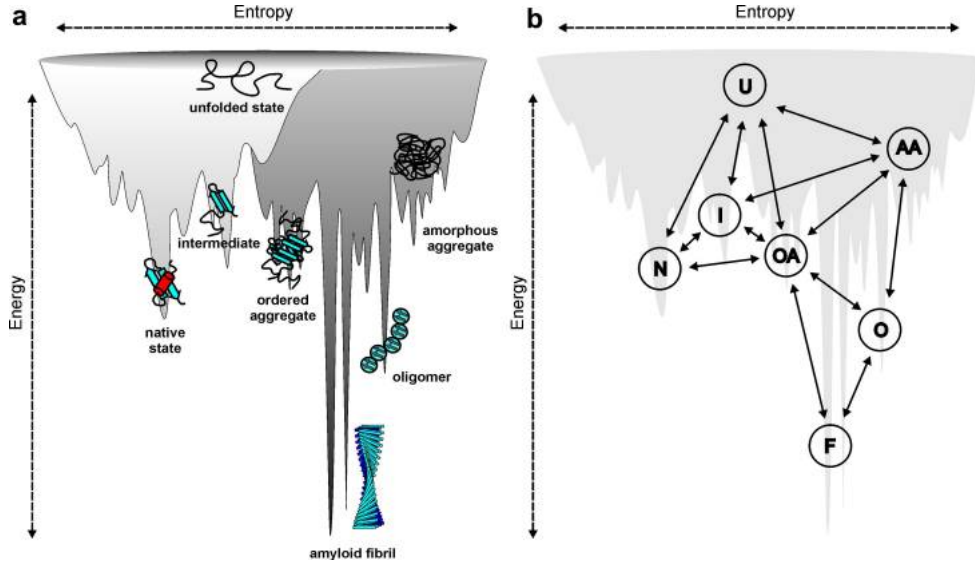 a
Entropy
Energy
unfolded state
intermediate
amorphous
aggregate
native
state
ordered
aggregate
oligomer
amyloid fibril
b
Entropy
Energy
U
AA
I
N
OA
O
F